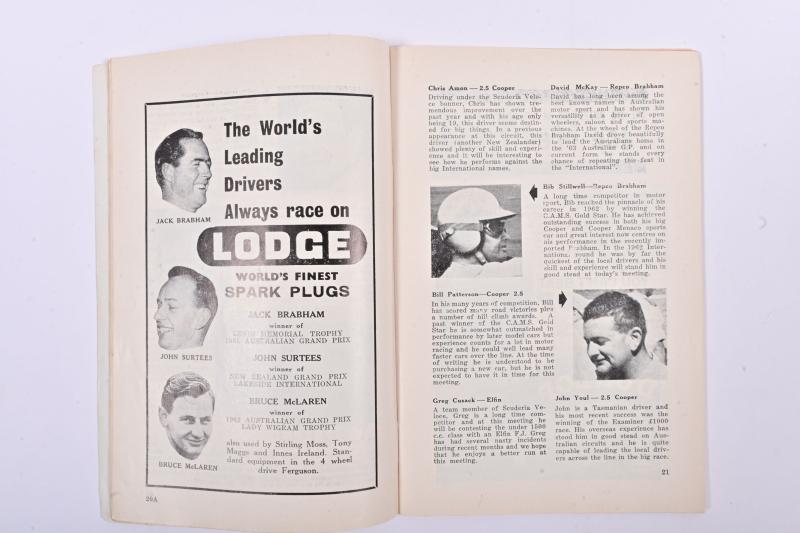 The World's
Leading
Drivers
Always race on
LODGE
WORLD'S FINEST
SPARK PLUGS
JACK BRABHAM
JACK BRABHAM
winner of
LEVIN MEMORIAL TROPHY
1961 AUSTRALIAN GRAND PRIX
JOHN SURTEES
JOHN SURTEES
winner of
NEW ZEALAND GRAND PRIX
LAKESIDE INTERNATIONAL
BRUCE McLAREN
winner of
1962 AUSTRALIAN GRAND PRIX
LADY WIGRAM TROPHY
BRUCE McLAREN
also used by Stirling Moss, Tony
Maggs and Innes Ireland. Stan-
dard equipment in the 4 wheel
drive Ferguson.
20A
Chris Amon — 2.5 Cooper
Driving under the Scuderia Velo-
ce banner, Chris has shown tre-
mendous improvement over the
past year and with his age only
being 19, this driver seems destin-
ed for big things. In a previous
appearance at this circuit, this
driver (another New Zealander)
showed plenty of skill and experi-
ence and it will be interesting to
see how he performs against the
big International names.
David McKay — Repco Brabham
David has long been among the
best known names in Australian
motor sport and has shown his
versatility as a driver of open
wheelers, saloon and sports ma-
chines. At the wheel of the Repco
Brabham David drove beautifully
to lead the Australians home in
the '62 Australian G.P. and on
current form he stands every
chance of repeating this feat in
the "International".
Bib Stillwell—Repco Brabham
A long time competitor in motor
sport, Bib reached the pinnacle of his
career in 1962 by winning the
C.A.M.S. Gold Star. He has achieved
outstanding success in both his big
Cooper and Cooper Monaco sports
car and great interest now centres on
his performance in the recently im-
ported Brabham. In the 1962 Inter-
national round he was by far the
quickest of the local drivers and his
skill and experience will stand him in
good stead at today's meeting.
Bill Patterson—Cooper 2.5
In his many years of competition, Bill
has scored many road victories plus
a number of hill climb awards. A
past winner of the C.A.M.S. Gold
Star he is somewhat outmatched in
performance by later model cars but
experience counts for a lot in motor
racing and he could well lead many
faster cars over the line. At the time
of writing he is understood to be
purchasing a new car, but he is not
expected to have it in time for this
meeting.
Greg Cusack — Elfin
A team member of Scuderia Ve-
loce, Greg is a long time com-
petitor and at this meeting he
will be contesting the under 1500
c.c. class with an Elfin F.J. Greg
has had several nasty incidents
during recent months and we hope
that he enjoys a better run at
this meeting.
John Youl — 2.5 Cooper
John is a Tasmanian driver and
his most recent success was the
winning of the Examiner £1000
race. His overseas experience has
stood him in good stead on Aus-
tralian circuits and he is quite
capable of leading the local driv-
ers across the line in the big race.
21